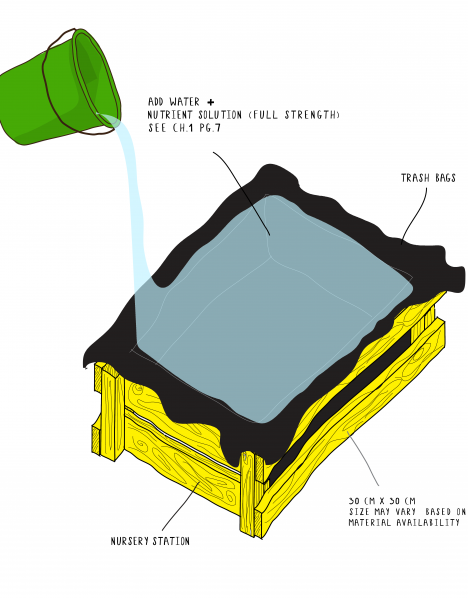 ADD WATER +
NUTRIENT SOLUTION (FULL STRENGTH)
SEE CH.1 PG.7
TRASH BAGS
30 CM X 30 CM
SIZE MAY VARY BASED ON
MATERIAL AVAILABILITY
NURSERY STATION